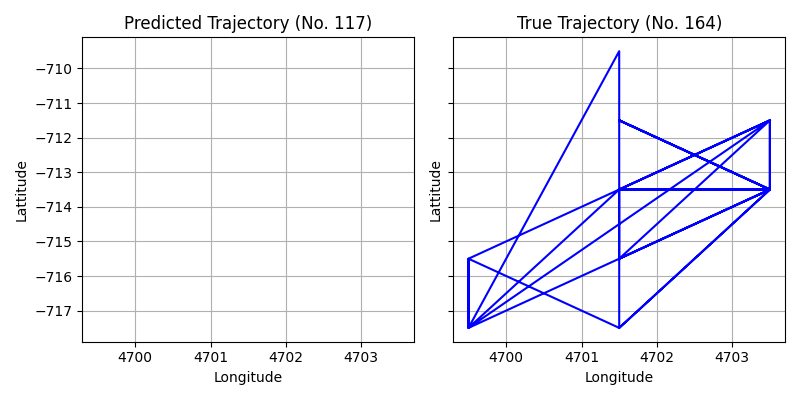 Predicted Trajectory (No. 117)
True Trajectory (No. 164)
−710
−711
−712
−713
−714
−715
−716
−717
Lattitude
Lattitude
4700 4701 4702 4703
4700 4701 4702 4703
Longitude
Longitude